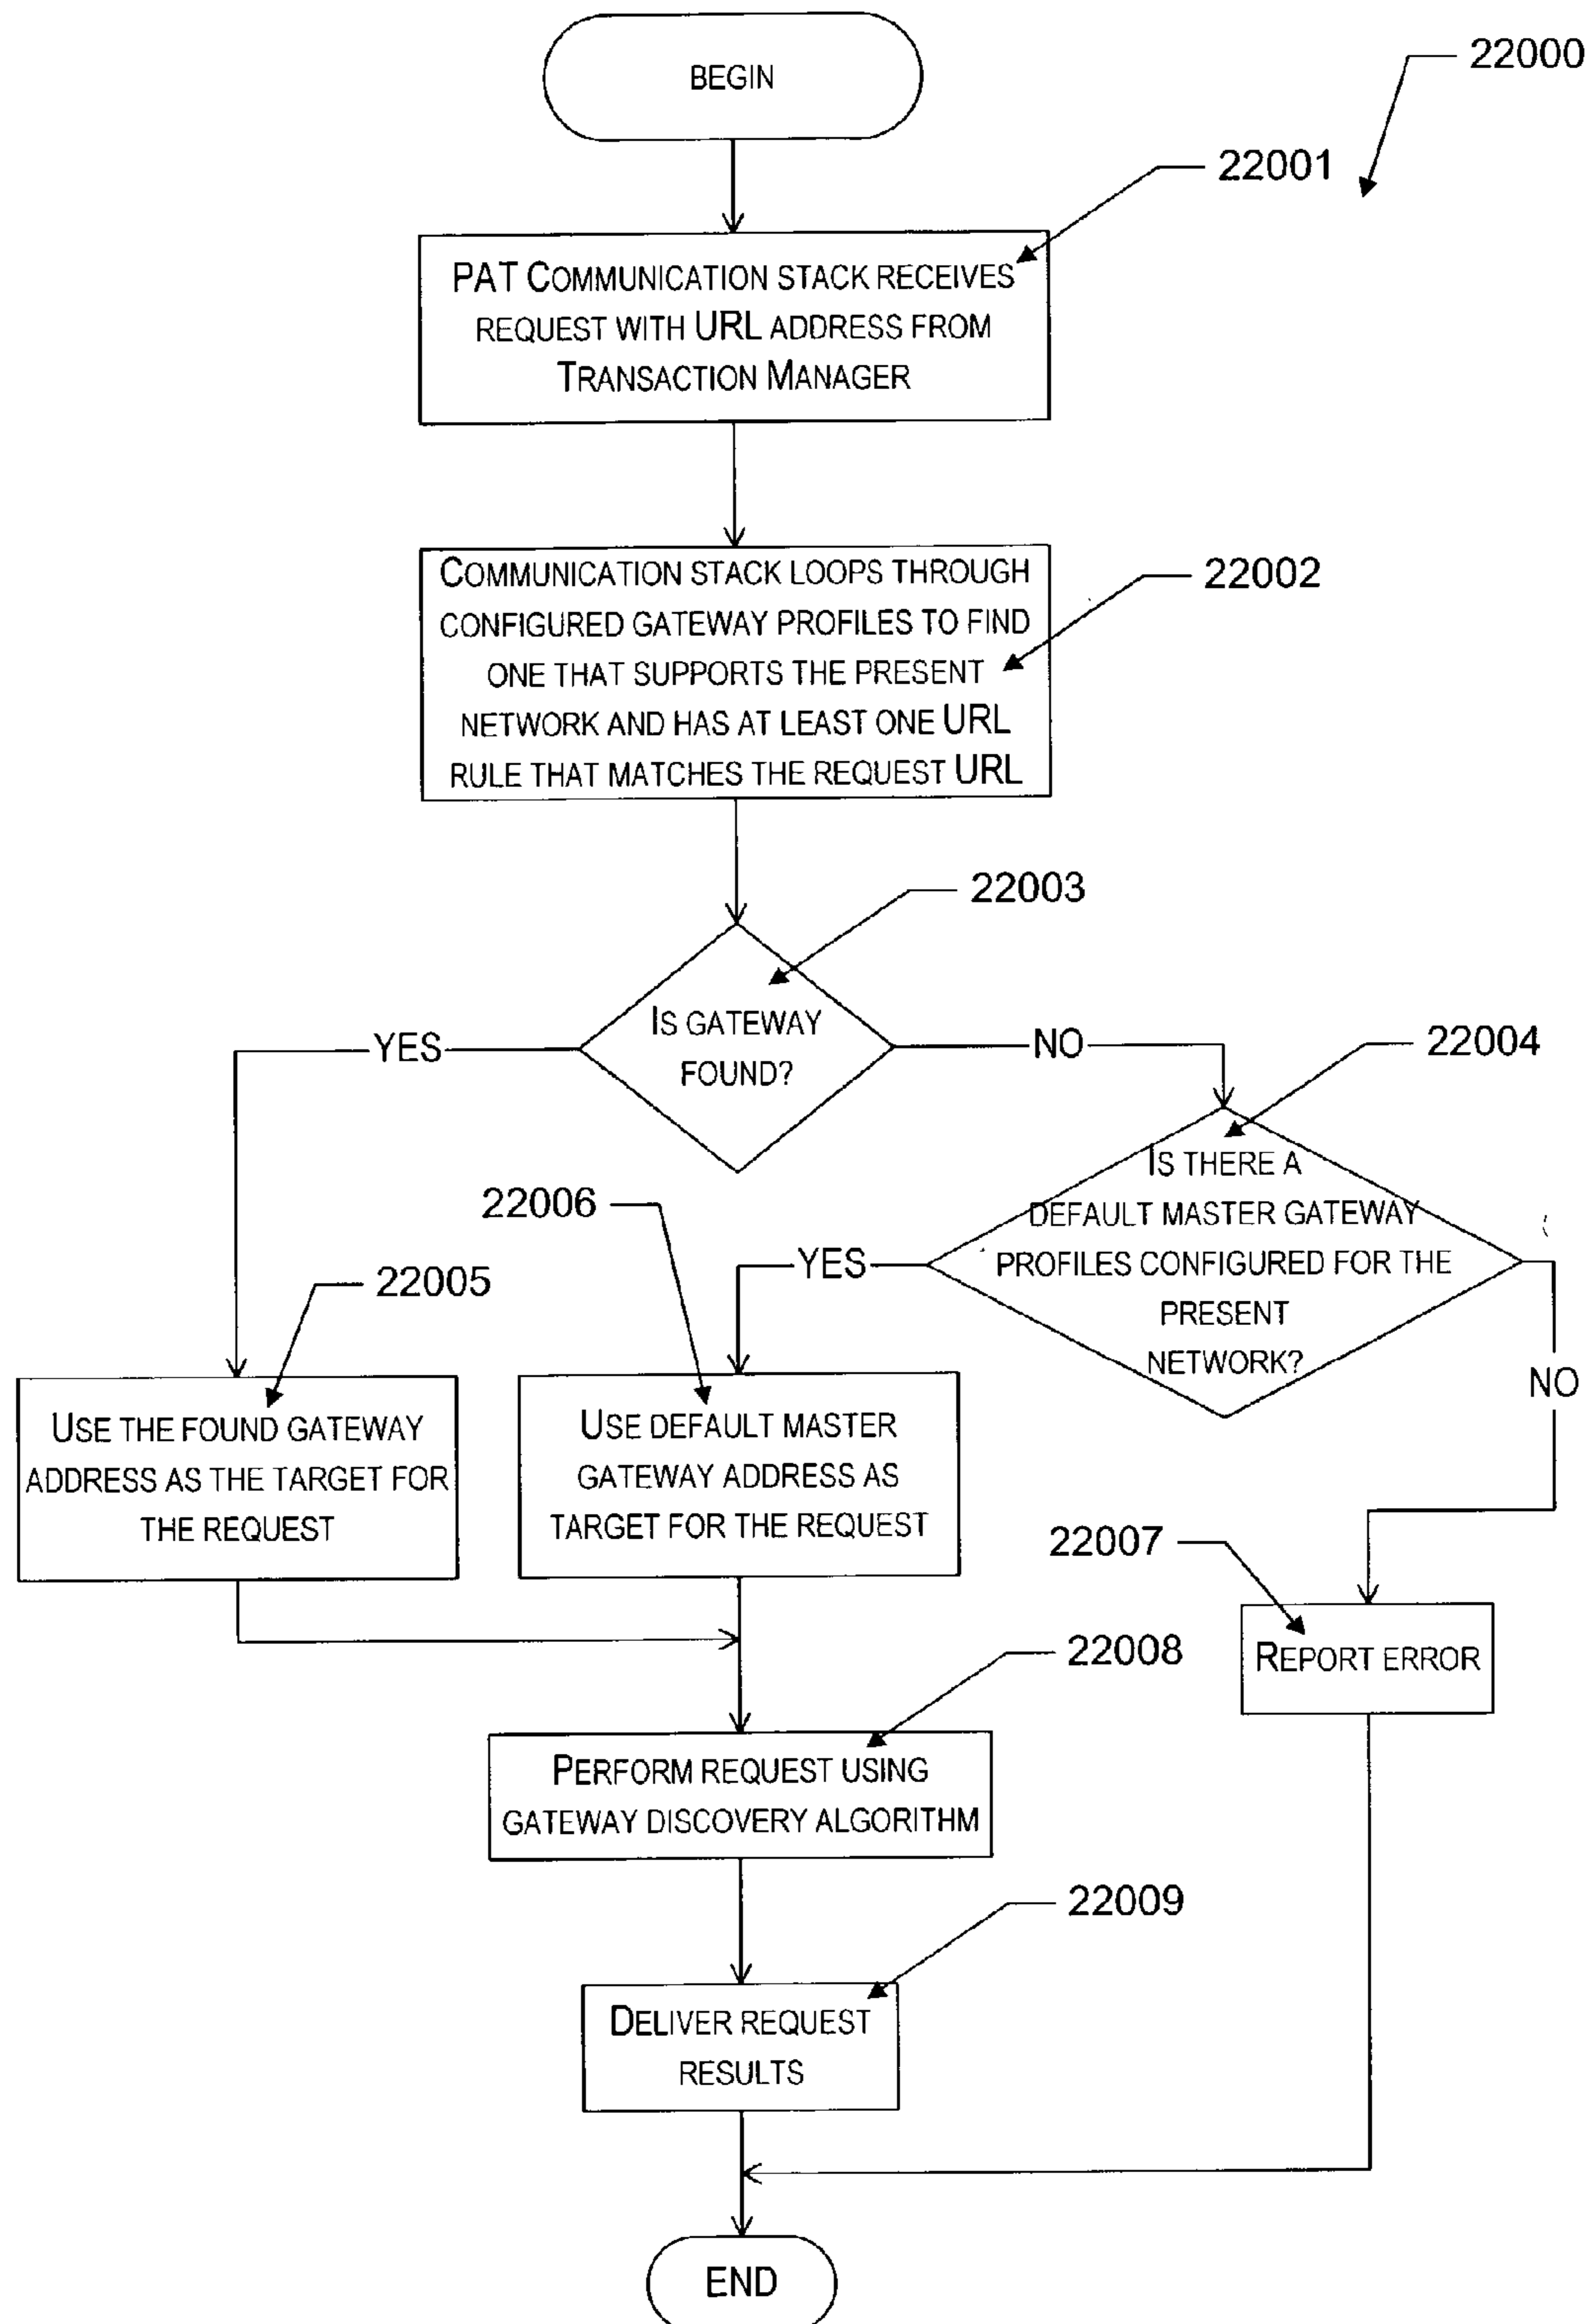 BEGIN
22000
22001
PAT COMMUNICATION STACK RECEIVES
REQUEST WITH URL ADDRESS FROM
TRANSACTION MANAGER
COMMUNICATION STACK LOOPS THROUGH
CONFIGURED GATEWAY PROFILES TO FIND
ONE THAT SUPPORTS THE PRESENT
NETWORK AND HAS AT LEAST ONE URL
RULE THAT MATCHES THE REQUEST URL
22002
22003
IS GATEWAY
FOUND?
YES
NO
22004
IS THERE A
DEFAULT MASTER GATEWAY
PROFILES CONFIGURED FOR THE
PRESENT
NETWORK?
YES
NO
22006
22005
USE THE FOUND GATEWAY
ADDRESS AS THE TARGET FOR
THE REQUEST
USE DEFAULT MASTER
GATEWAY ADDRESS AS
TARGET FOR THE REQUEST
22007
REPORT ERROR
22008
PERFORM REQUEST USING
GATEWAY DISCOVERY ALGORITHM
22009
DELIVER REQUEST
RESULTS
END